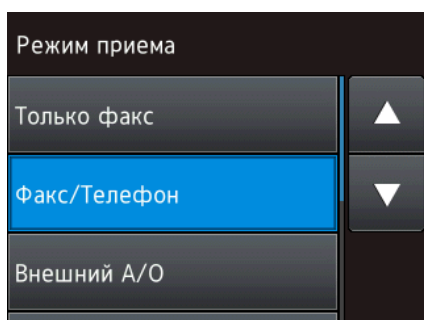 Режим приема
Только факс
Факс/Телефон
Внешний А/О